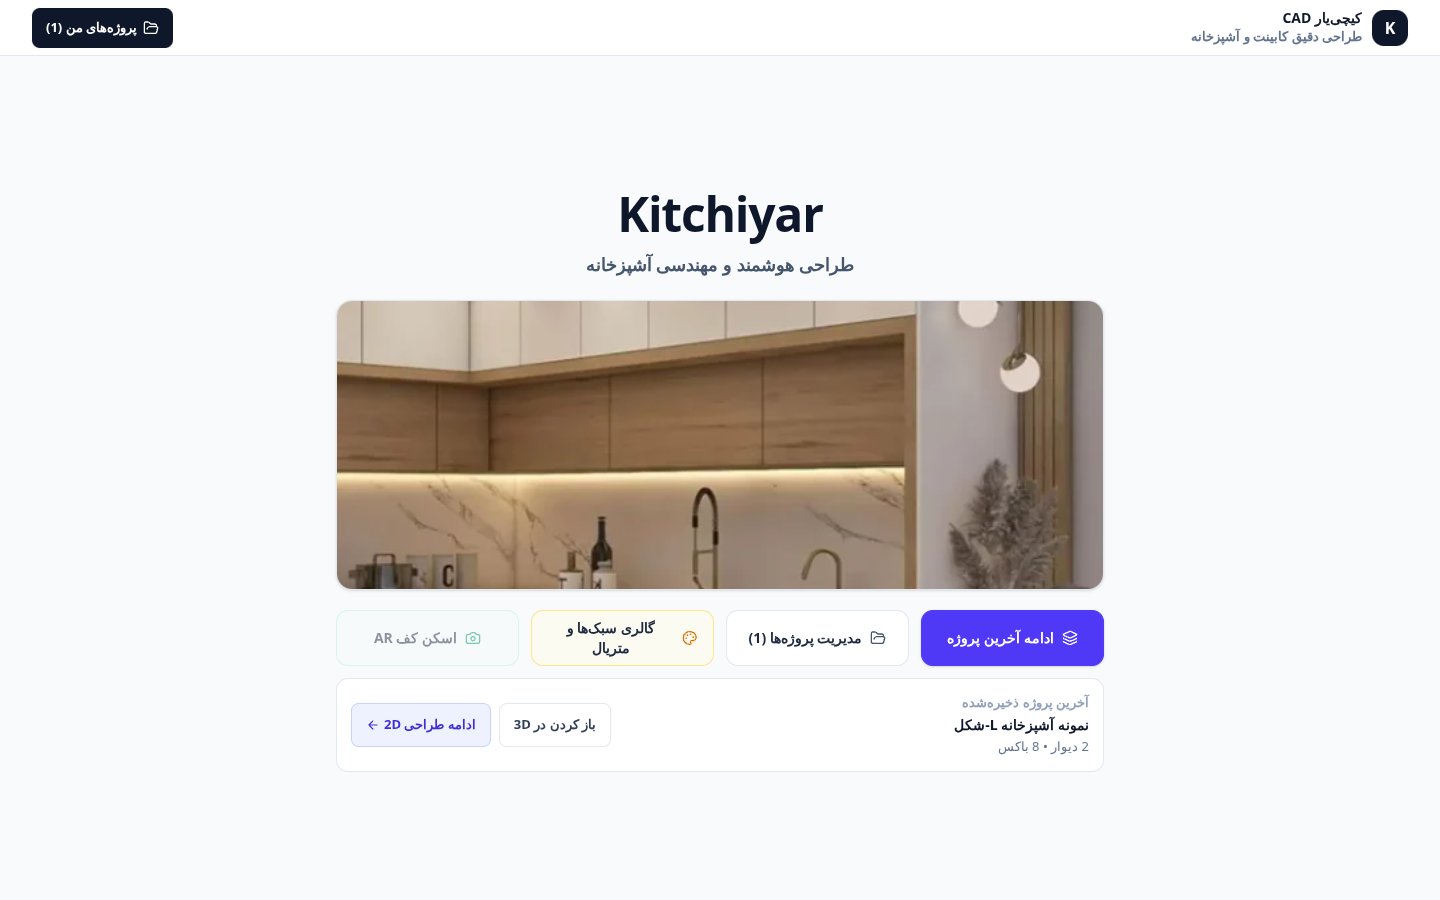 K
کیچی‌یار CAD
طراحی دقیق کابینت و آشپزخانه
پروژه‌های من (1)
Kitchiyar
طراحی هوشمند و مهندسی آشپزخانه
ادامه آخرین پروژه
مدیریت پروژه‌ها (1)
گالری سبک‌ها و
متریال
اسکن کف AR
آخرین پروژه ذخیره‌شده
نمونه آشپزخانه L-شکل
2 دیوار • 8 باکس
باز کردن در 3D
ادامه طراحی 2D ←